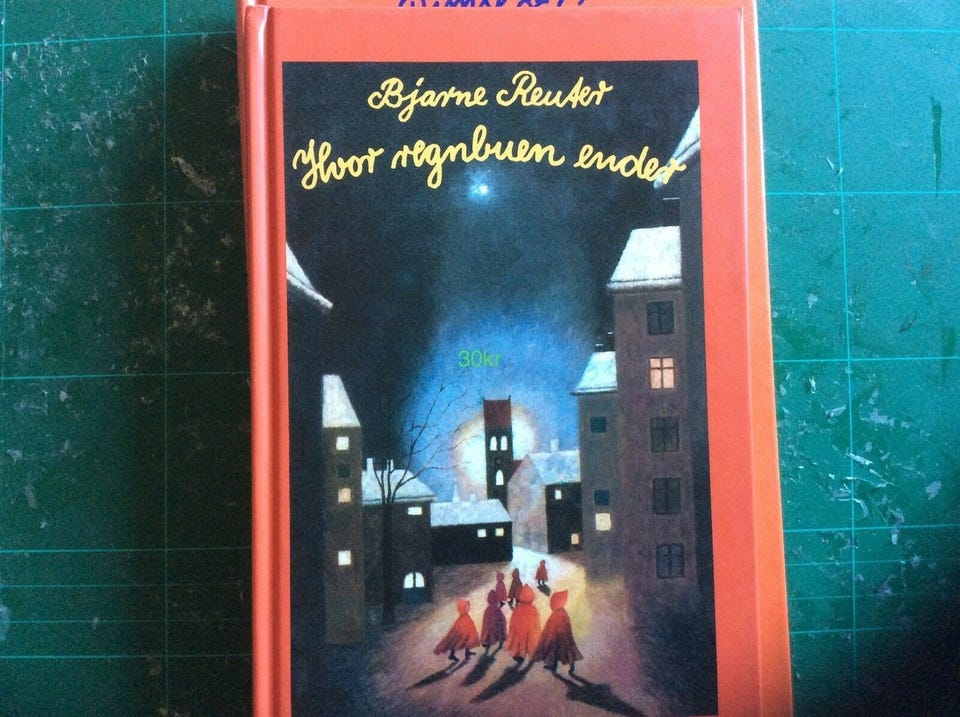 Bjarne Reuter
Hvor regnbuen ender
30kr